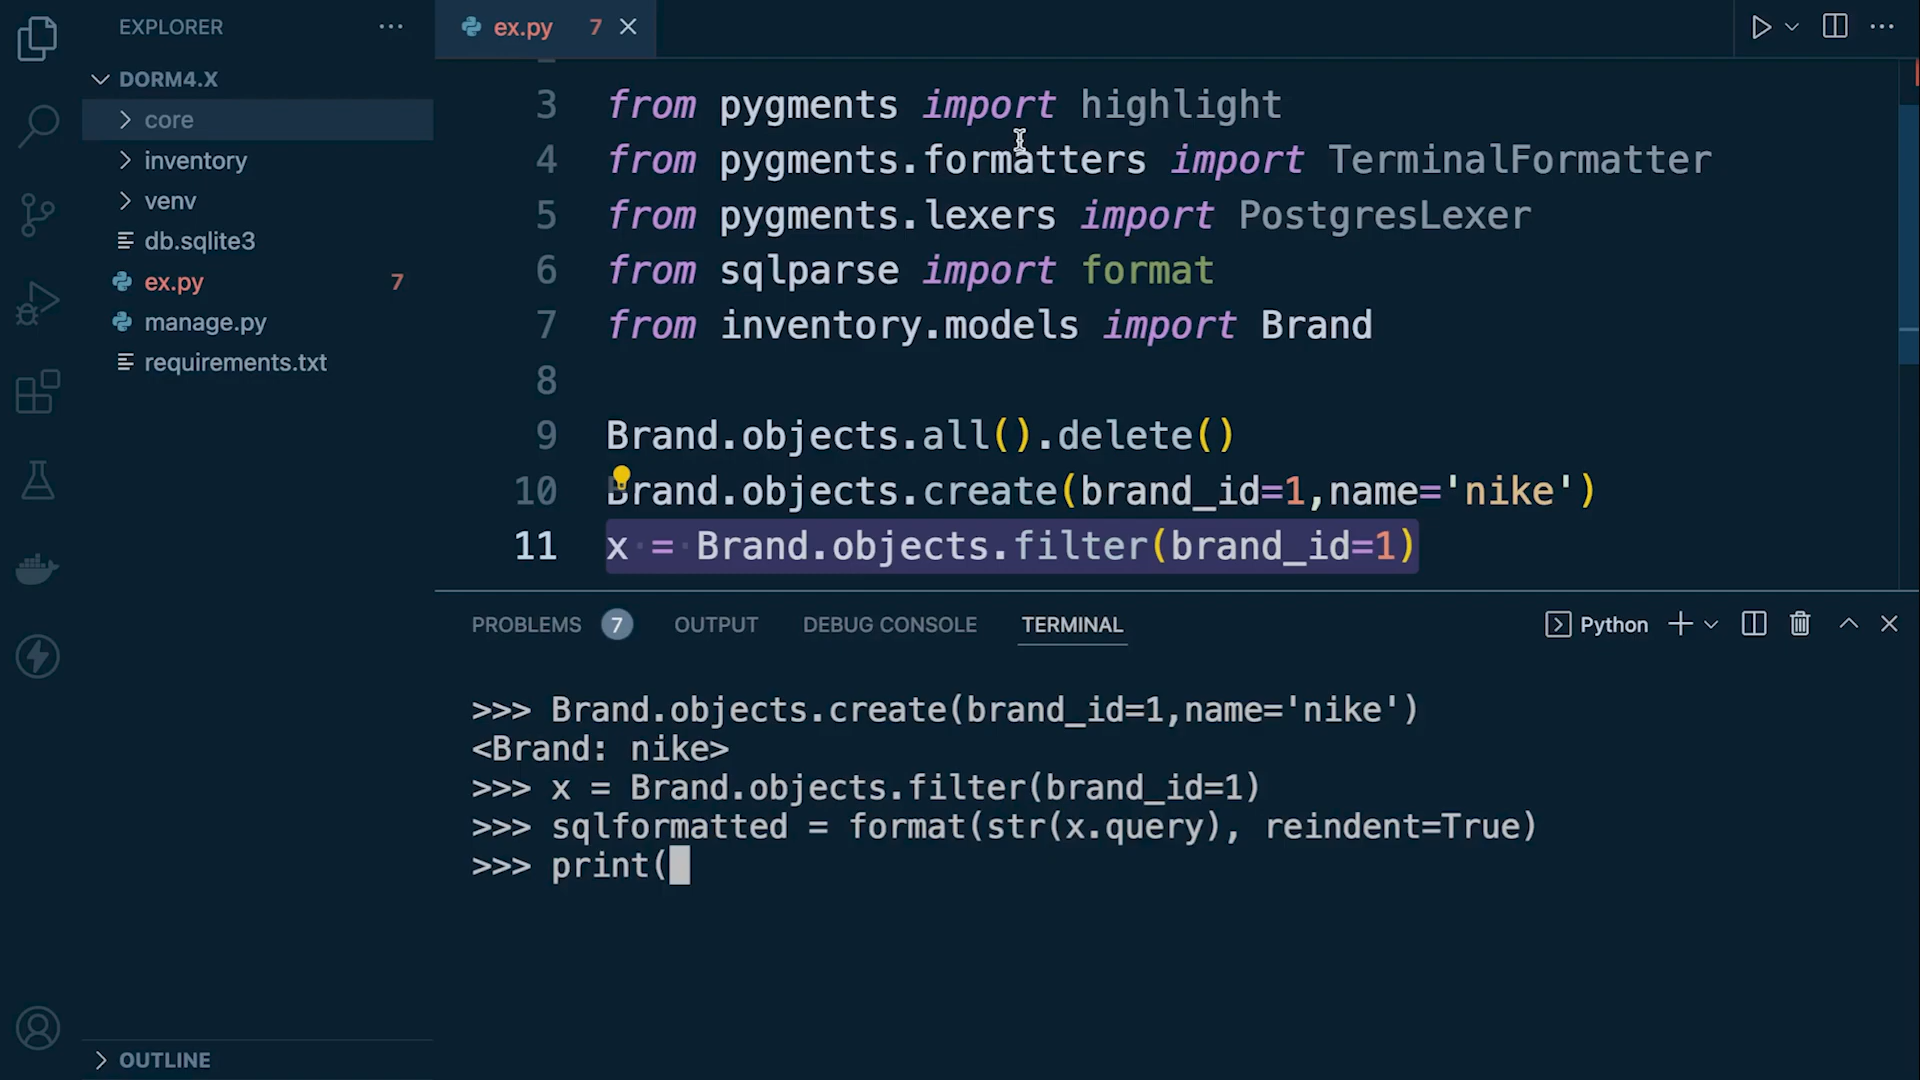 EXPLORER
DORM4.X
core
inventory
venv
db.sqlite3
ex.py 7
manage.py
requirements.txt
OUTLINE
ex.py 7
3 from pygments import highlight
4 from pygments.formatters import TerminalFormatter
5 from pygments.lexers import PostgresLexer
6 from sqlparse import format
7 from inventory.models import Brand
8
9 Brand.objects.all().delete()
10 Brand.objects.create(brand_id=1,name='nike')
11 x = Brand.objects.filter(brand_id=1)
PROBLEMS 7 OUTPUT DEBUG CONSOLE TERMINAL Python
>>> Brand.objects.create(brand_id=1,name='nike')
<Brand: nike>
>>> x = Brand.objects.filter(brand_id=1)
>>> sqlformatted = format(str(x.query), reindent=True)
>>> print(